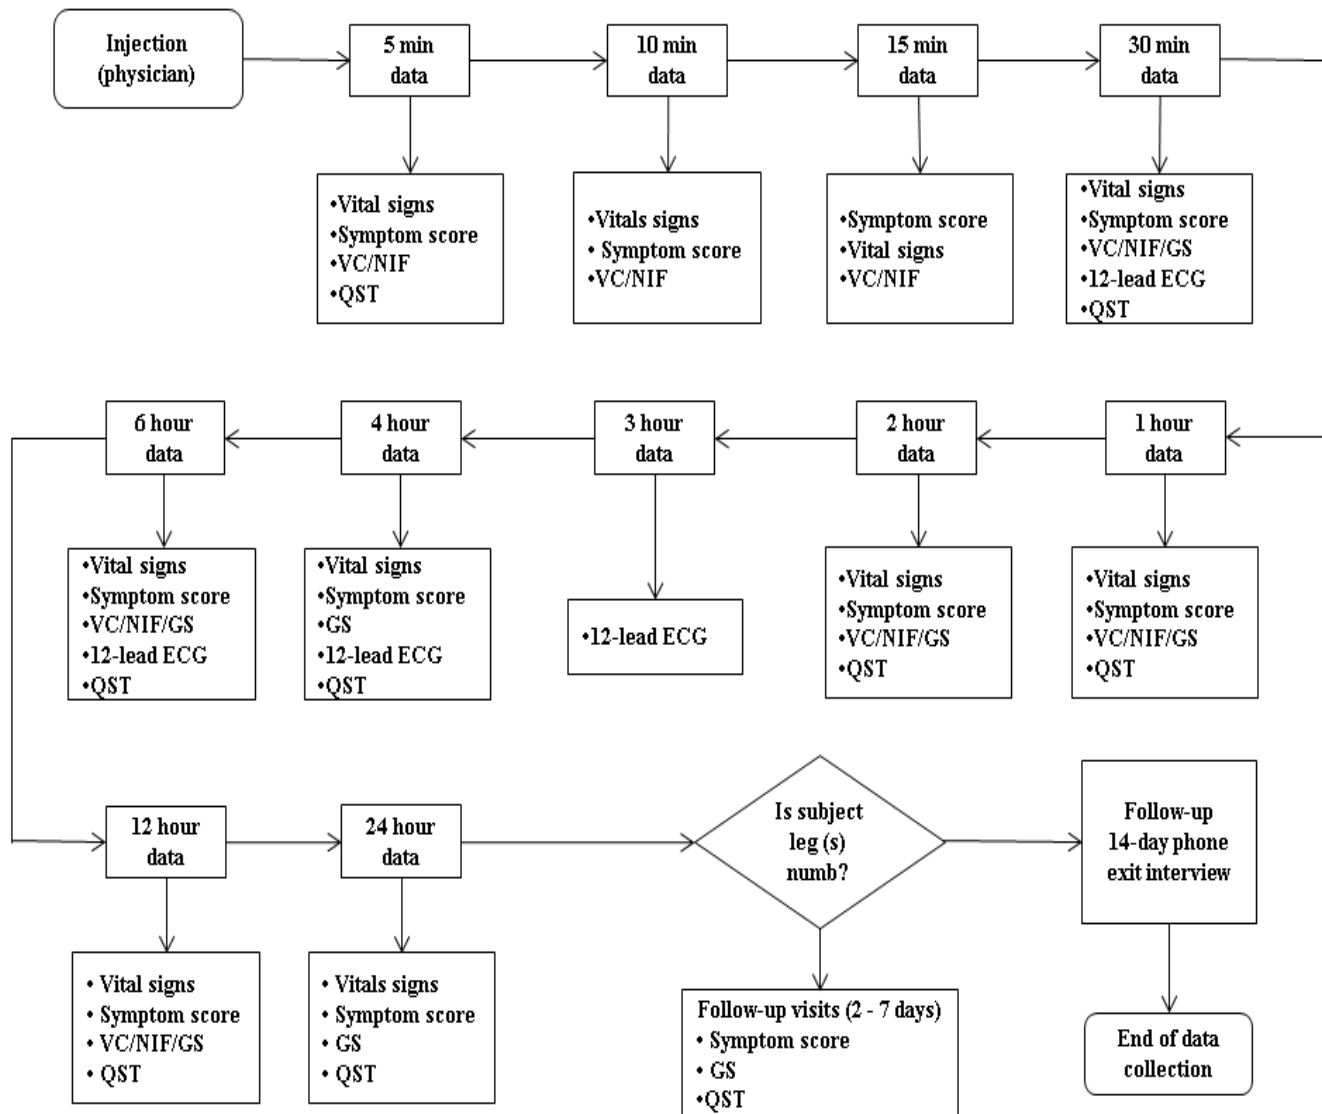 Injection
(physician)
5 min
data
10 min
data
15 min
data
30 min
data
•Vital signs
•Symptom score
•VC/NIF
•QST
•Vitals signs
• Symptom score
•VC/NIF
•Symptom score
•Vital signs
•VC/NIF
•Vital signs
•Symptom score
•VC/NIF/GS
•12-lead ECG
•QST
6 hour
data
4 hour
data
3 hour
data
2 hour
data
1 hour
data
•Vital signs
•Symptom score
•VC/NIF/GS
•12-lead ECG
•QST
•Vital signs
•Symptom score
•GS
•12-lead ECG
•QST
•12-lead ECG
•Vital signs
•Symptom score
•VC/NIF/GS
•QST
•Vital signs
•Symptom score
•VC/NIF/GS
•QST
12 hour
data
24 hour
data
Is subject
leg (s)
numb?
Follow-up
14-day phone
exit interview
• Vital signs
• Symptom score
• VC/NIF/GS
• QST
• Vitals signs
• Symptom score
• GS
• QST
Follow-up visits (2 - 7 days)
• Symptom score
• GS
•QST
End of data
collection